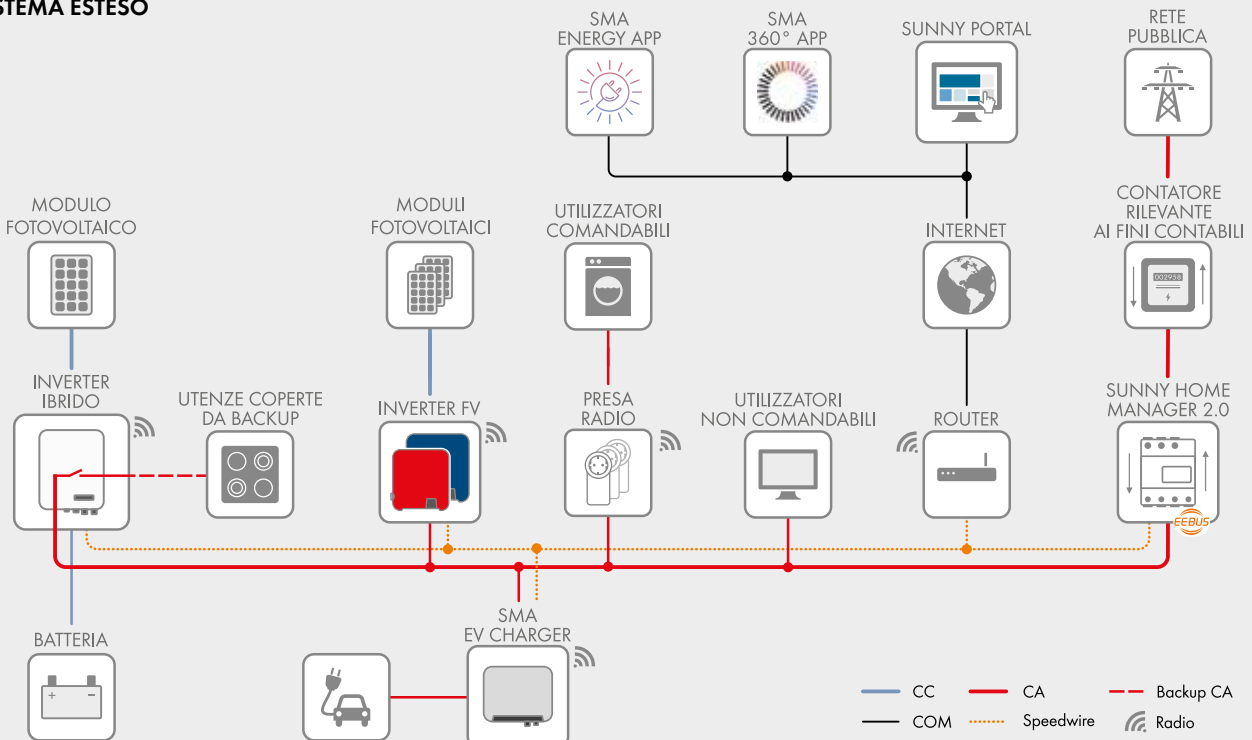 STEMA ESTESO
SMA
ENERGY APP
SMA
360° APP
SUNNY PORTAL
RETE
PUBBLICA
MODULO
FOTOVOLTAICO
MODULI
FOTOVOLTAICI
UTILIZZATORI
COMANDABILI
INTERNET
CONTATORE
RILEVANTE
AI FINI CONTABILI
002958
INVERTER
IBRIDO
UTENZE COPERTE
DA BACKUP
INVERTER FV
PRESA
RADIO
UTILIZZATORI
NON COMANDABILI
ROUTER
SUNNY HOME
MANAGER 2.0
EEBUS
BATTERIA
+ −
SMA
EV CHARGER
CC
CA
Backup CA
COM
Speedwire
Radio